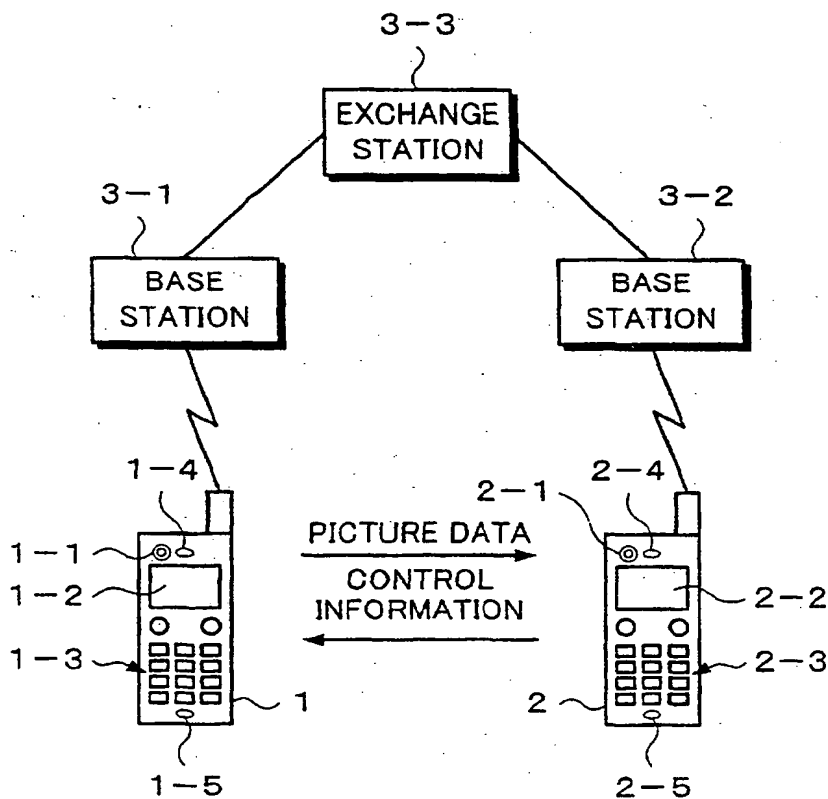 3-3
EXCHANGE
STATION
3-1
3-2
BASE
STATION
BASE
STATION
1-4
2-4
2-1
1-1
PICTURE DATA
1-2
CONTROL
INFORMATION
2-2
1-3
2-3
1
2
1-5
2-5